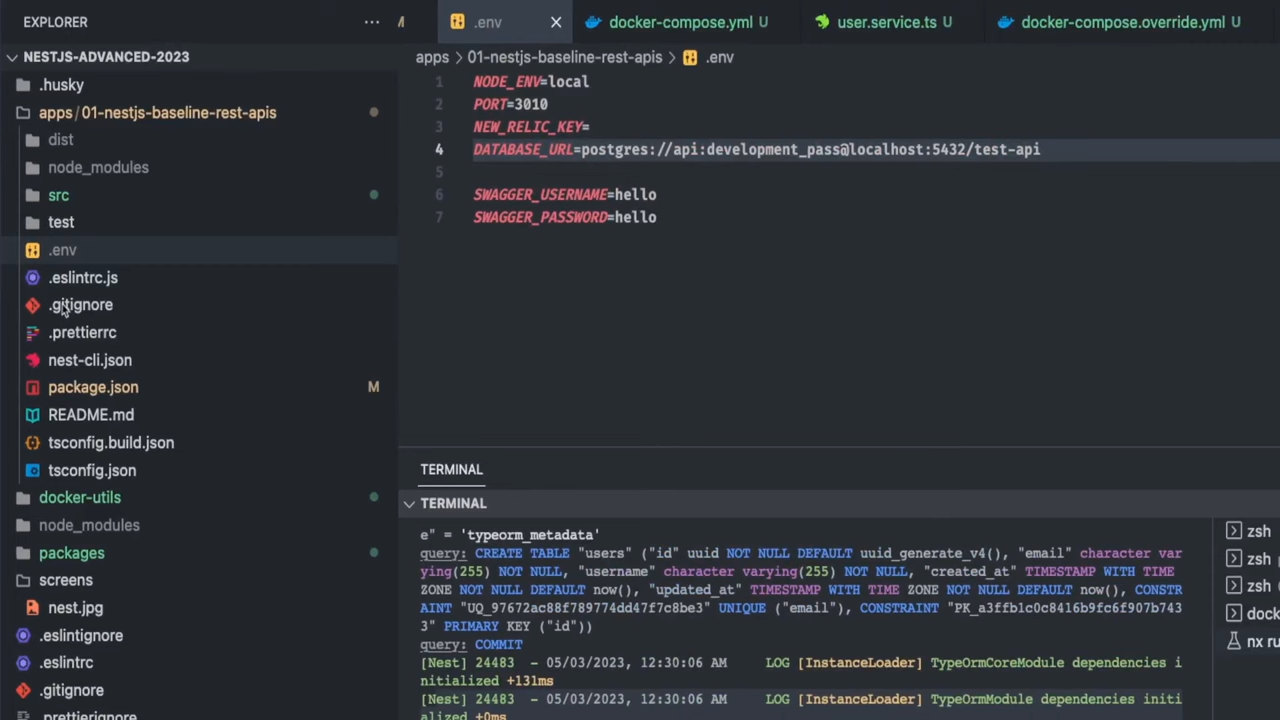 EXPLORER
NESTJS-ADVANCED-2023
.husky
apps / 01-nestjs-baseline-rest-apis
dist
node_modules
src
test
.env
.eslintrc.js
.gitignore
.prettierrc
nest-cli.json
package.json M
README.md
tsconfig.build.json
tsconfig.json
docker-utils
node_modules
packages
screens
nest.jpg
.eslintignore
.eslintrc
.gitignore
.prettierignore
.env
docker-compose.yml U
user.service.ts U
docker-compose.override.yml U
apps > 01-nestjs-baseline-rest-apis > .env
1 NODE_ENV=local
2 PORT=3010
3 NEW_RELIC_KEY=
4 DATABASE_URL=postgres://api:development_pass@localhost:5432/test-api
5
6 SWAGGER_USERNAME=hello
7 SWAGGER_PASSWORD=hello
TERMINAL
TERMINAL
e" = 'typeorm_metadata'
query: CREATE TABLE "users" ("id" uuid NOT NULL DEFAULT uuid_generate_v4(), "email" character var
ying(255) NOT NULL, "username" character varying(255) NOT NULL, "created_at" TIMESTAMP WITH TIME
ZONE NOT NULL DEFAULT now(), "updated_at" TIMESTAMP WITH TIME ZONE NOT NULL DEFAULT now(), CONSTR
AINT "UQ_97672ac88f789774dd47f7c8be3" UNIQUE ("email"), CONSTRAINT "PK_a3ffb1c0c8416b9fc6f907b743
3" PRIMARY KEY ("id"))
query: COMMIT
[Nest] 24483 - 05/03/2023, 12:30:06 AM LOG [InstanceLoader] TypeOrmCoreModule dependencies i
nitialized +131ms
[Nest] 24483 - 05/03/2023, 12:30:06 AM LOG [InstanceLoader] TypeOrmModule dependencies initi
alized +0ms
zsh
zsh
zsh
dock
nx ru